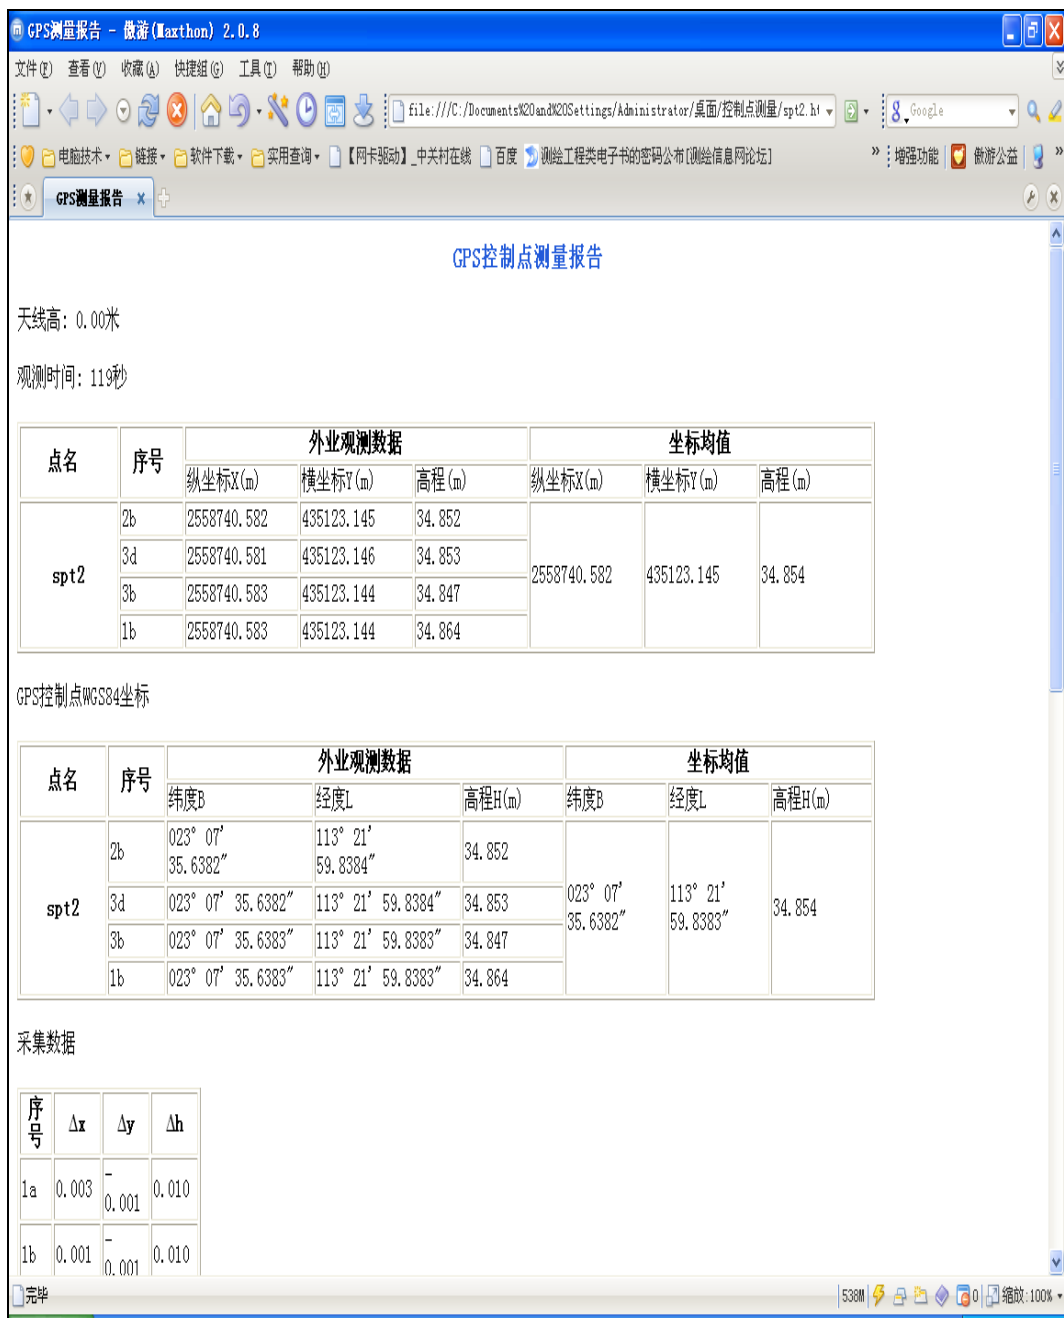 GPS测量报告 - 傲游(Maxthon) 2.0.8
文件(F) 查看(V) 收藏(A) 快捷组(G) 工具(T) 帮助(H)
file:///C:/Documents%20and%20Settings/Administrator/桌面/控制点测量/spt2.ht Google
电脑技术 链接 软件下载 实用查询 【网卡驱动】_中关村在线 百度 测绘工程类电子书的密码公布[测绘信息网论坛] » 增强功能 傲游公益 »
GPS测量报告
GPS控制点测量报告
天线高: 0.00米
观测时间: 119秒
点名 序号 外业观测数据 坐标均值
纵坐标X(m) 横坐标Y(m) 高程(m) 纵坐标X(m) 横坐标Y(m) 高程(m)
spt2 2b 2558740.582 435123.145 34.852 2558740.582 435123.145 34.854
3d 2558740.581 435123.146 34.853
3b 2558740.583 435123.144 34.847
1b 2558740.583 435123.144 34.864
GPS控制点WGS84坐标
点名 序号 外业观测数据 坐标均值
纬度B 经度L 高程H(m) 纬度B 经度L 高程H(m)
spt2 2b 023° 07′ 35.6382″ 113° 21′ 59.8384″ 34.852 023° 07′ 35.6382″ 113° 21′ 59.8383″ 34.854
3d 023° 07′ 35.6382″ 113° 21′ 59.8384″ 34.853
3b 023° 07′ 35.6383″ 113° 21′ 59.8383″ 34.847
1b 023° 07′ 35.6383″ 113° 21′ 59.8383″ 34.864
采集数据
序号 Δx Δy Δh
1a 0.003 -0.001 0.010
1b 0.001 -0.001 0.010
完毕 538M 0 缩放:100%